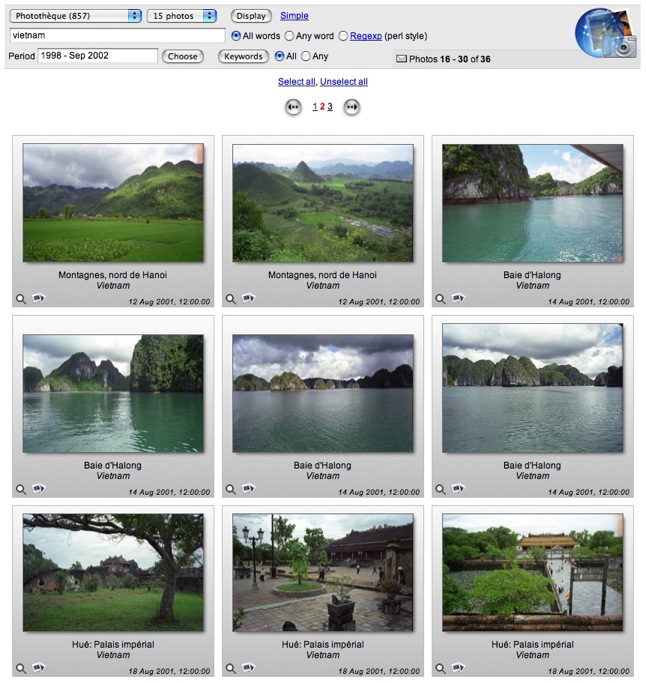 Photothèque (857) 15 photos Display Simple
vietnam All words Any word Regexp (perl style)
Period 1998 - Sep 2002 Choose Keywords All Any Photos 16 - 30 of 36
Select all, Unselect all
1 2 3
Montagnes, nord de Hanoi
Vietnam
12 Aug 2001, 12:00:00
Montagnes, nord de Hanoi
Vietnam
12 Aug 2001, 12:00:00
Baie d'Halong
Vietnam
14 Aug 2001, 12:00:00
Baie d'Halong
Vietnam
14 Aug 2001, 12:00:00
Baie d'Halong
Vietnam
14 Aug 2001, 12:00:00
Baie d'Halong
Vietnam
14 Aug 2001, 12:00:00
Hué: Palais impérial
Vietnam
18 Aug 2001, 12:00:00
Hué: Palais impérial
Vietnam
18 Aug 2001, 12:00:00
Hué: Palais impérial
Vietnam
18 Aug 2001, 12:00:00